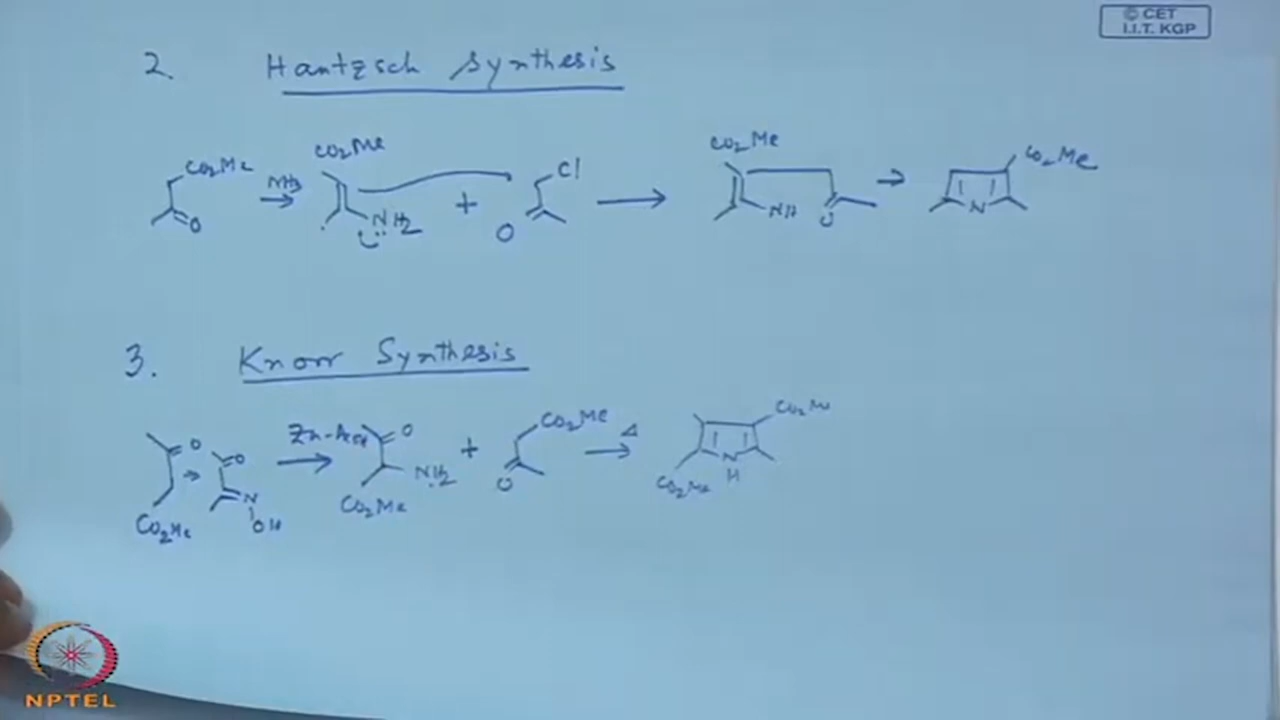 © CET
I.I.T. KGP
2. Hantzsch Synthesis
CO2Me NH3 CO2Me NH2 + Cl O → CO2Me NH O → CO2Me N
O
3. Knorr Synthesis
O CO2Me → O N OH Zn-AcOH → O NH2 CO2Me + CO2Me O Δ → CO2Me CO2Me N H
NPTEL